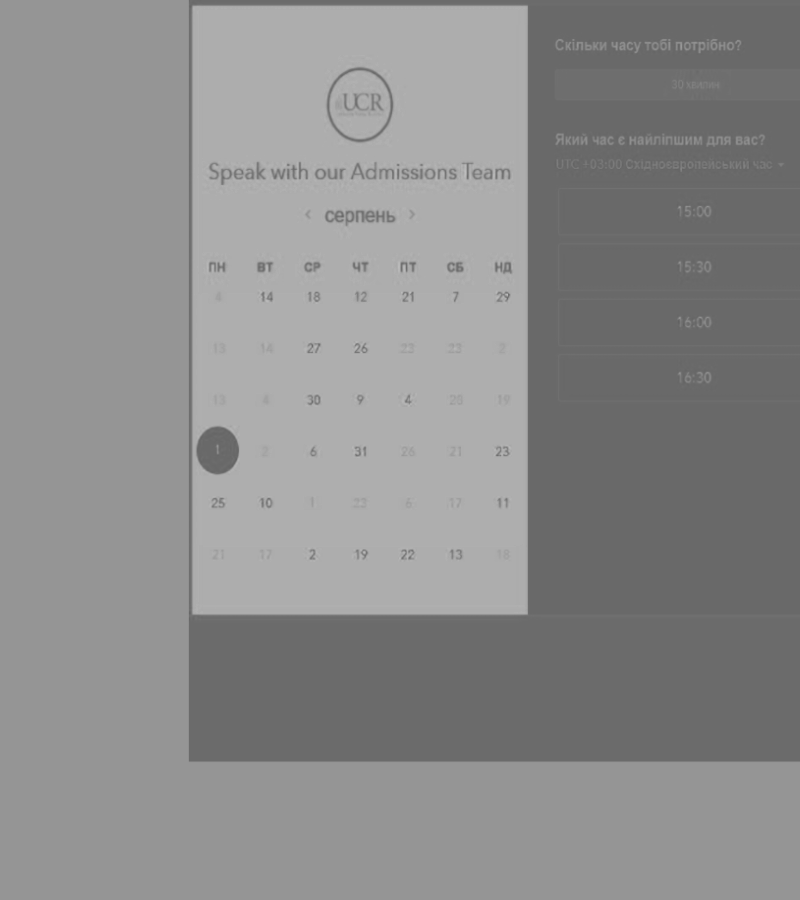 UCR
Speak with our Admissions Team
< серпень >
ПН ВТ СР ЧТ ПТ СБ НД
14 18 12 21 7 29
13 14 27 26 23 23 2
30 9 4 28 19
1 2 6 31 26 21 23
25 10 1 22 6 17 11
21 17 2 19 22 13 18
Скільки часу тобі потрібно?
30 хвилин
Який час є найліпшим для вас?
UTC +03:00 Східноєвропейський час
15:00
15:30
16:00
16:30